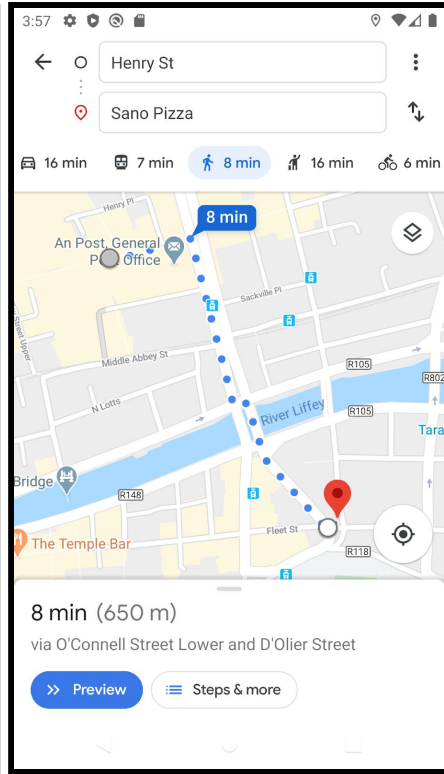 3:57
Henry St
Sano Pizza
16 min
7 min
8 min
16 min
6 min
Henry Pl
8 min
An Post, General
Post Office
Sackville Pl
Middle Abbey St
R105
R802
N Lotts
River Liffey
R105
Tara
Bridge
R148
Fleet St
The Temple Bar
R118
8 min (650 m)
via O'Connell Street Lower and D'Olier Street
Preview
Steps & more